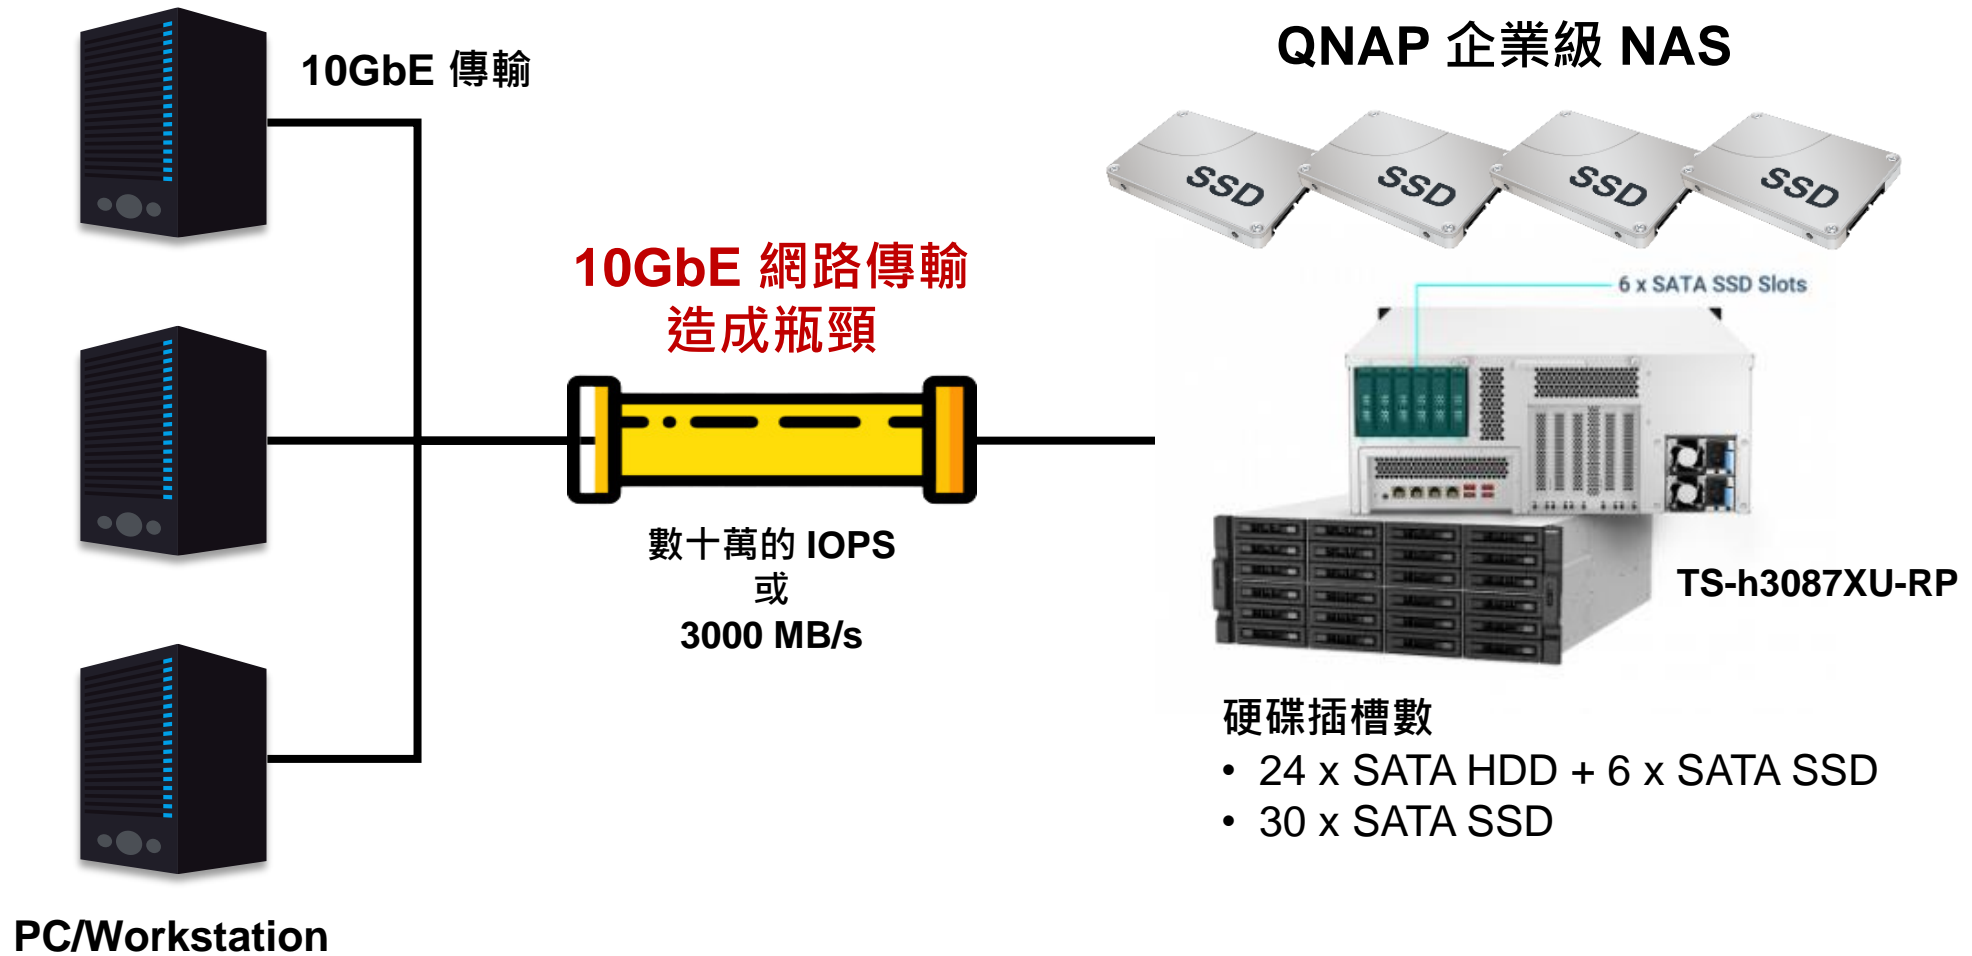 QNAP 企業級 NAS
10GbE 傳輸
SSD
SSD
SSD
SSD
10GbE 網路傳輸
造成瓶頸
6 x SATA SSD Slots
數十萬的 IOPS
或
3000 MB/s
TS-h3087XU-RP
硬碟插槽數
• 24 x SATA HDD + 6 x SATA SSD
• 30 x SATA SSD
PC/Workstation